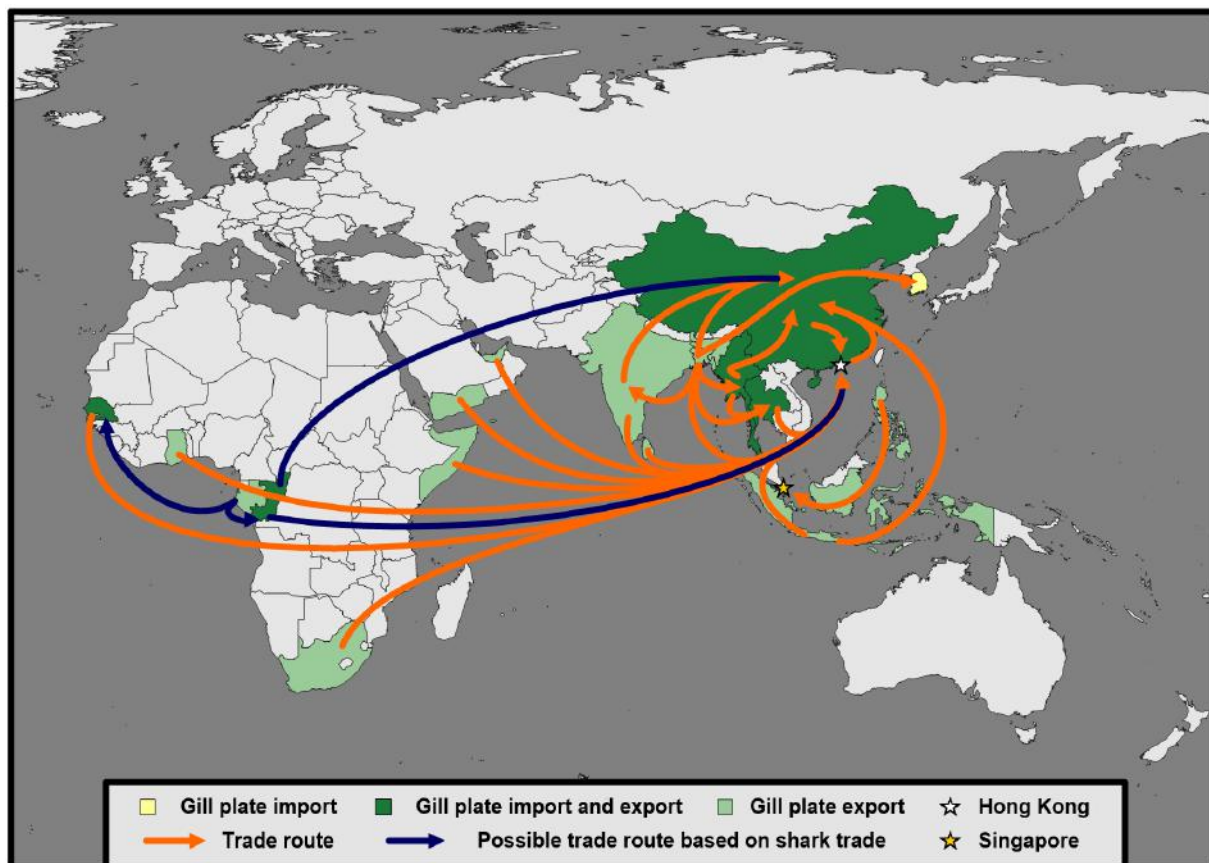 Gill plate import Gill plate import and export Gill plate export Hong Kong
Trade route Possible trade route based on shark trade Singapore